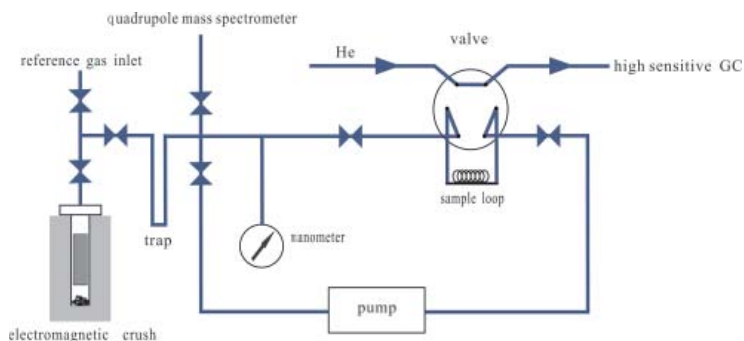 quadrupole mass spectrometer
reference gas inlet
valve
He
high sensitive GC
sample loop
trap
nanometer
pump
electromagnetic crush